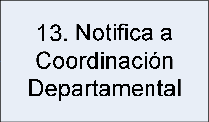 13. Notifica a
Coordinación
Departamental